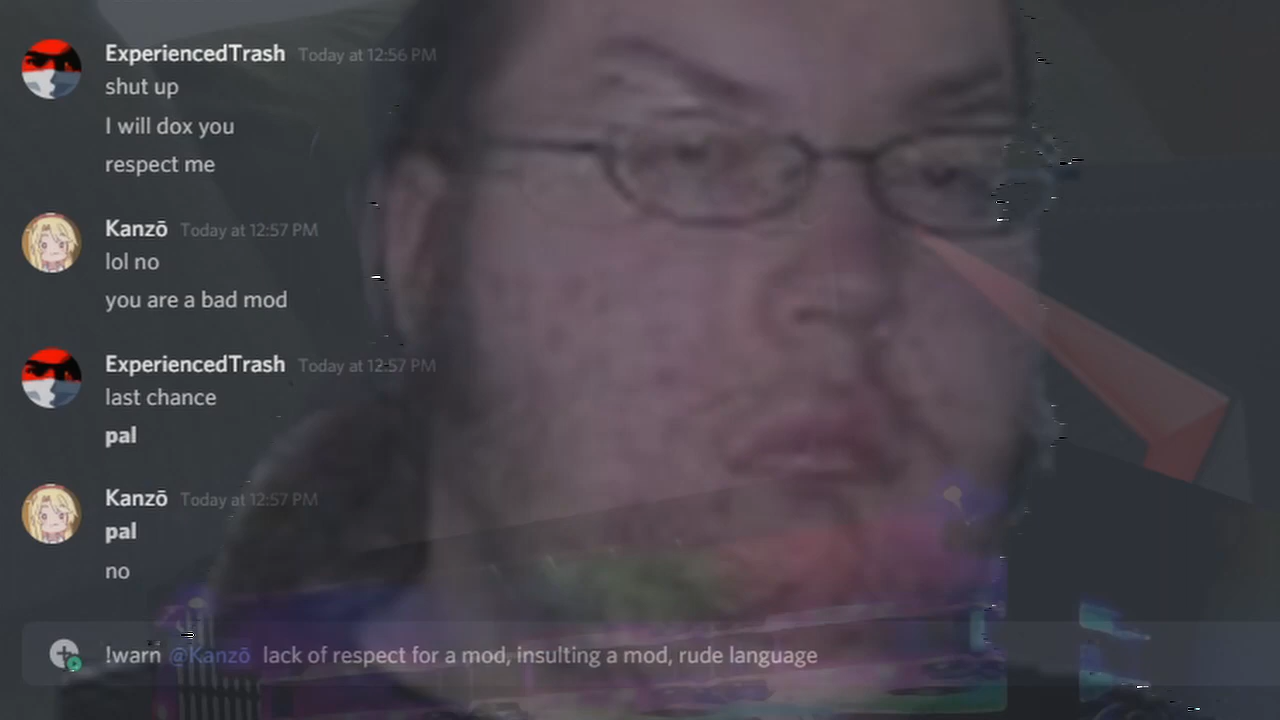 ExperiencedTrash Today at 12:56 PM
shut up
I will dox you
respect me
Kanzō Today at 12:57 PM
lol no
you are a bad mod
ExperiencedTrash Today at 12:57 PM
last chance
pal
Kanzō Today at 12:57 PM
pal
no
!warn @Kanzō lack of respect for a mod, insulting a mod, rude language